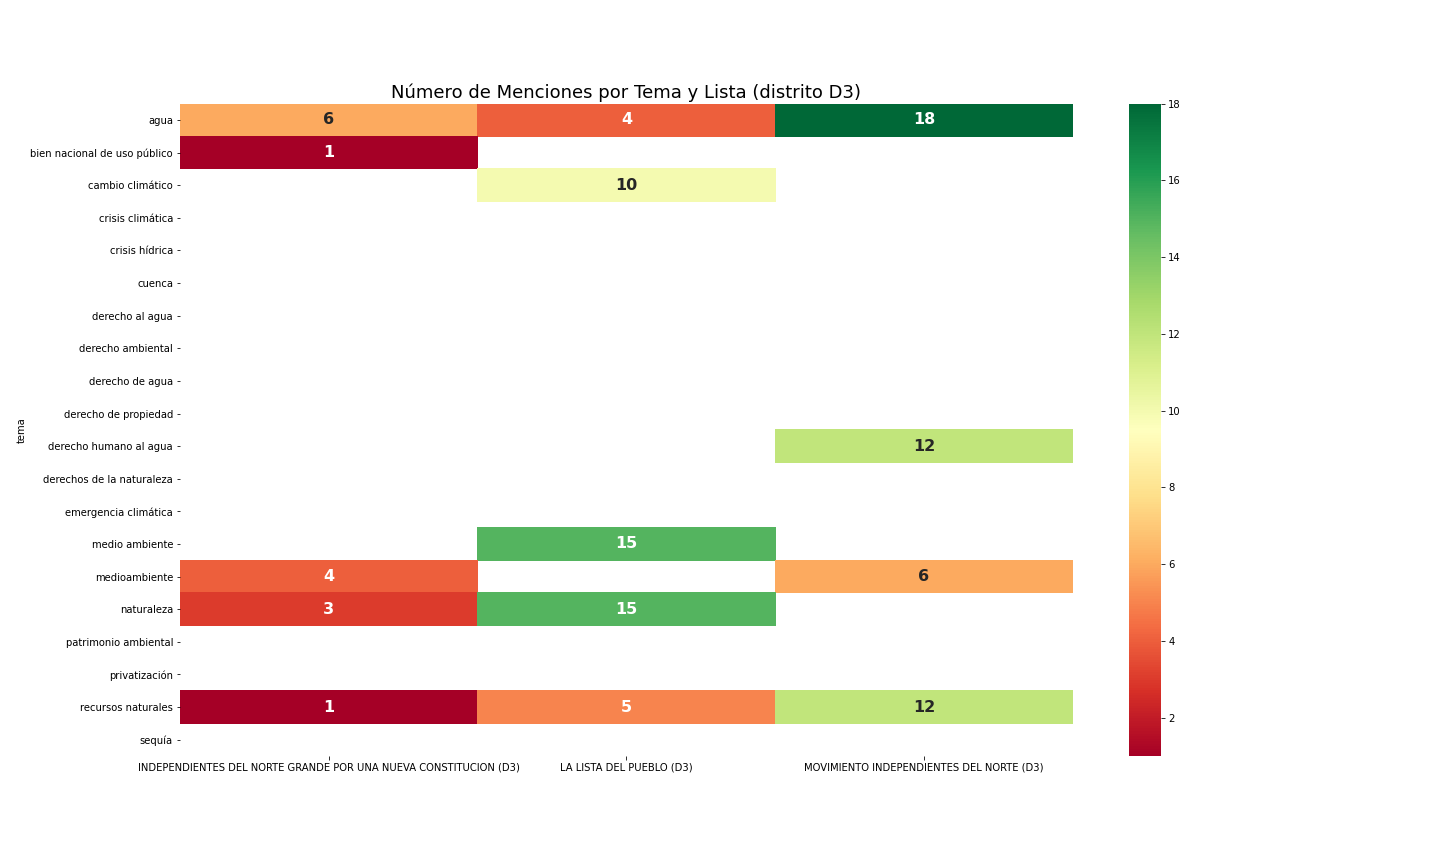 Número de Menciones por Tema y Lista (distrito D3)
agua 6 4 18
bien nacional de uso público 1
cambio climático 10
crisis climática
crisis hídrica
cuenca
derecho al agua
derecho ambiental
derecho de agua
derecho de propiedad
derecho humano al agua 12
derechos de la naturaleza
emergencia climática
medio ambiente 15
medioambiente 4 6
naturaleza 3 15
patrimonio ambiental
privatización
recursos naturales 1 5 12
sequía
tema
INDEPENDIENTES DEL NORTE GRANDE POR UNA NUEVA CONSTITUCION (D3) LA LISTA DEL PUEBLO (D3) MOVIMIENTO INDEPENDIENTES DEL NORTE (D3)
18
16
14
12
10
8
6
4
2